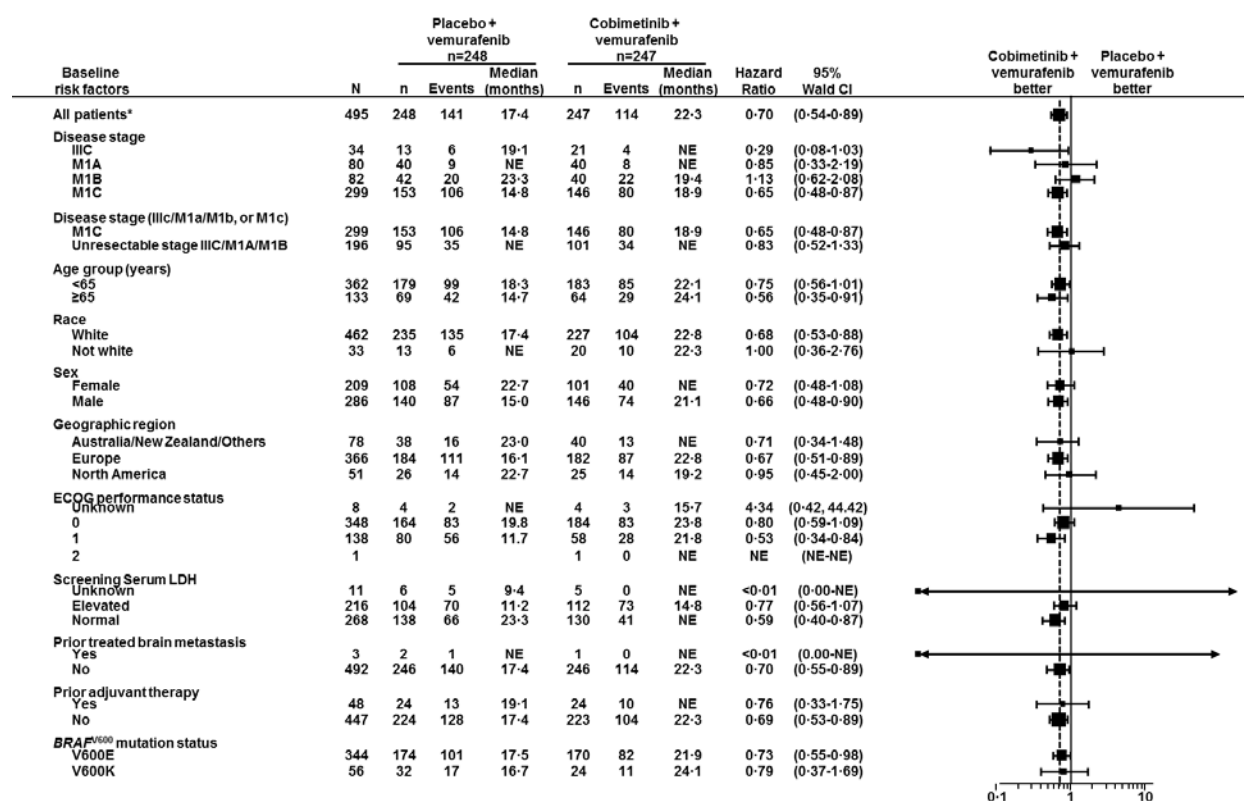 Placebo + Cobimetinib +
vemurafenib vemurafenib
n=248 n=247 Cobimetinib + Placebo +
Baseline Median Median Hazard 95% vemurafenib vemurafenib
risk factors N n Events (months) n Events (months) Ratio Wald CI better better
All patients* 495 248 141 17·4 247 114 22·3 0·70 (0·54-0·89)
Disease stage
IIIC 34 13 6 19·1 21 4 NE 0·29 (0·08-1·03)
M1A 80 40 9 NE 40 8 NE 0·85 (0·33-2·19)
M1B 82 42 20 23·3 40 22 19·4 1·13 (0·62-2·08)
M1C 299 153 106 14·8 146 80 18·9 0·65 (0·48-0·87)
Disease stage (IIIc/M1a/M1b, or M1c)
M1C 299 153 106 14·8 146 80 18·9 0·65 (0·48-0·87)
Unresectable stage IIIC/M1A/M1B 196 95 35 NE 101 34 NE 0·83 (0·52-1·33)
Age group (years)
<65 362 179 99 18·3 183 85 22·1 0·75 (0·56-1·01)
≥65 133 69 42 14·7 64 29 24·1 0·56 (0·35-0·91)
Race
White 462 235 135 17·4 227 104 22·8 0·68 (0·53-0·88)
Not white 33 13 6 NE 20 10 22·3 1·00 (0·36-2·76)
Sex
Female 209 108 54 22·7 101 40 NE 0·72 (0·48-1·08)
Male 286 140 87 15·0 146 74 21·1 0·66 (0·48-0·90)
Geographic region
Australia/New Zealand/Others 78 38 16 23·0 40 13 NE 0·71 (0·34-1·48)
Europe 366 184 111 16·1 182 87 22·8 0·67 (0·51-0·89)
North America 51 26 14 22·7 25 14 19·2 0·95 (0·45-2·00)
ECOG performance status
Unknown 8 4 2 NE 4 3 15·7 4·34 (0·42, 44.42)
0 348 164 83 19.8 184 83 23·8 0·80 (0·59-1·09)
1 138 80 56 11·7 58 28 21·8 0·53 (0·34-0·84)
2 1 1 0 NE NE (NE-NE)
Screening Serum LDH
Unknown 11 6 5 9·4 5 0 NE <0·01 (0·00-NE)
Elevated 216 104 70 11·2 112 73 14·8 0·77 (0·56-1·07)
Normal 268 138 66 23·3 130 41 NE 0·59 (0·40-0·87)
Prior treated brain metastasis
Yes 3 2 1 NE 1 0 NE <0·01 (0.00-NE)
No 492 246 140 17·4 246 114 22·3 0·70 (0·55-0·89)
Prior adjuvant therapy
Yes 48 24 13 19·1 24 10 NE 0·76 (0·33-1·75)
No 447 224 128 17·4 223 104 22·3 0·69 (0·53-0·89)
BRAFV600 mutation status
V600E 344 174 101 17·5 170 82 21·9 0·73 (0·55-0·98)
V600K 56 32 17 16·7 24 11 24·1 0·79 (0·37-1·69)
0·1 1 10